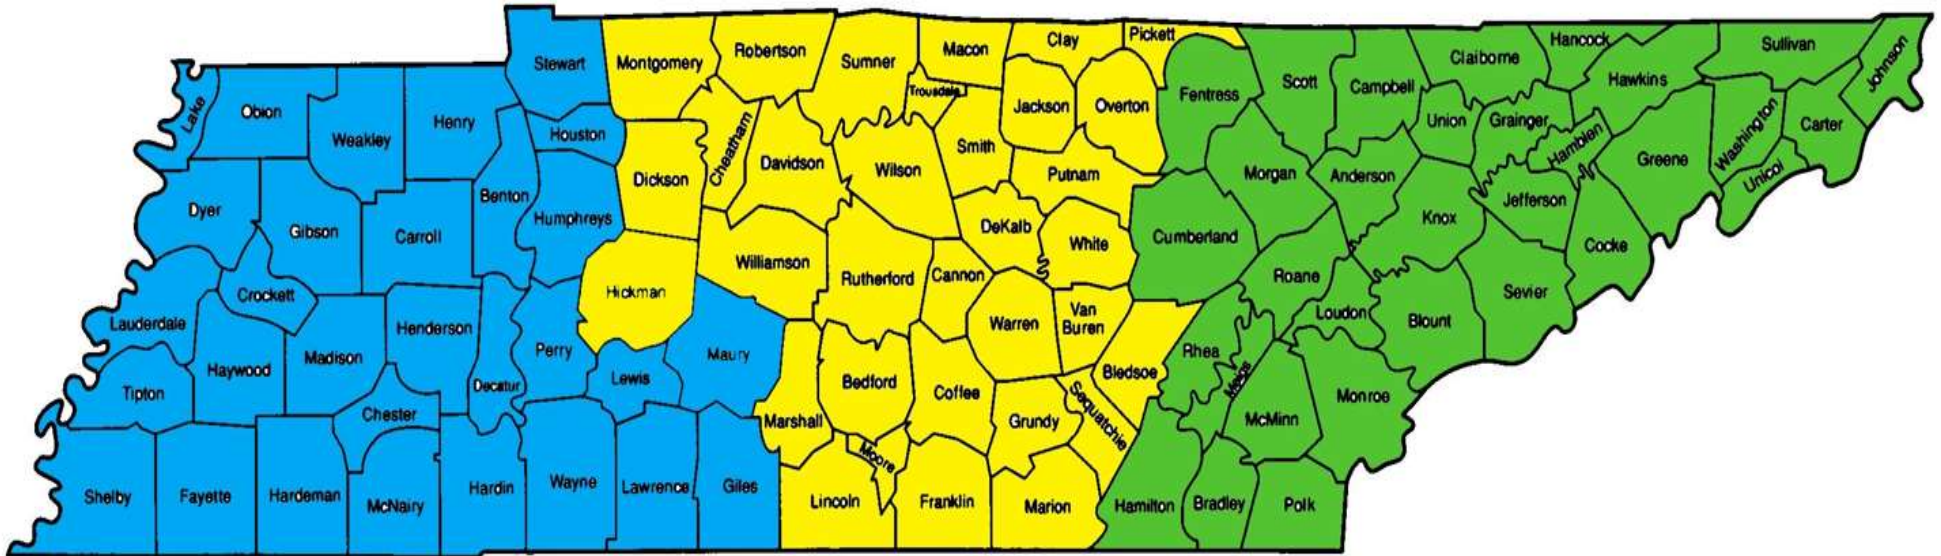 Lake
Obion
Weakley
Henry
Stewart
Houston
Benton
Humphreys
Dyer
Gibson
Carroll
Crockett
Lauderdale
Haywood
Madison
Henderson
Decatur
Perry
Tipton
Chester
Lewis
Maury
Shelby
Fayette
Hardeman
McNairy
Hardin
Wayne
Lawrence
Giles
Montgomery
Robertson
Sumner
Macon
Clay
Pickett
Trousdale
Jackson
Overton
Cheatham
Dickson
Davidson
Wilson
Smith
Putnam
Hickman
Williamson
Rutherford
Cannon
DeKalb
White
Warren
Van
Buren
Bledsoe
Sequatchie
Marshall
Bedford
Coffee
Grundy
Moore
Lincoln
Franklin
Marion
Fentress
Scott
Campbell
Claiborne
Hancock
Hawkins
Sullivan
Johnson
Union
Grainger
Hamblen
Greene
Washington
Carter
Unicoi
Morgan
Anderson
Knox
Jefferson
Cocke
Cumberland
Roane
Loudon
Blount
Sevier
Rhea
Meigs
McMinn
Monroe
Hamilton
Bradley
Polk